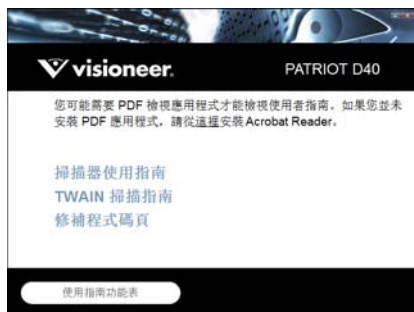 visioneer.
PATRIOT D40
您可能需要 PDF 檢視應用程式才能檢視使用者指南。如果您並未
安裝 PDF 應用程式，請從這裡安裝 Acrobat Reader。
掃描器使用指南
TWAIN 掃描指南
修補程式碼頁
使用指南功能表